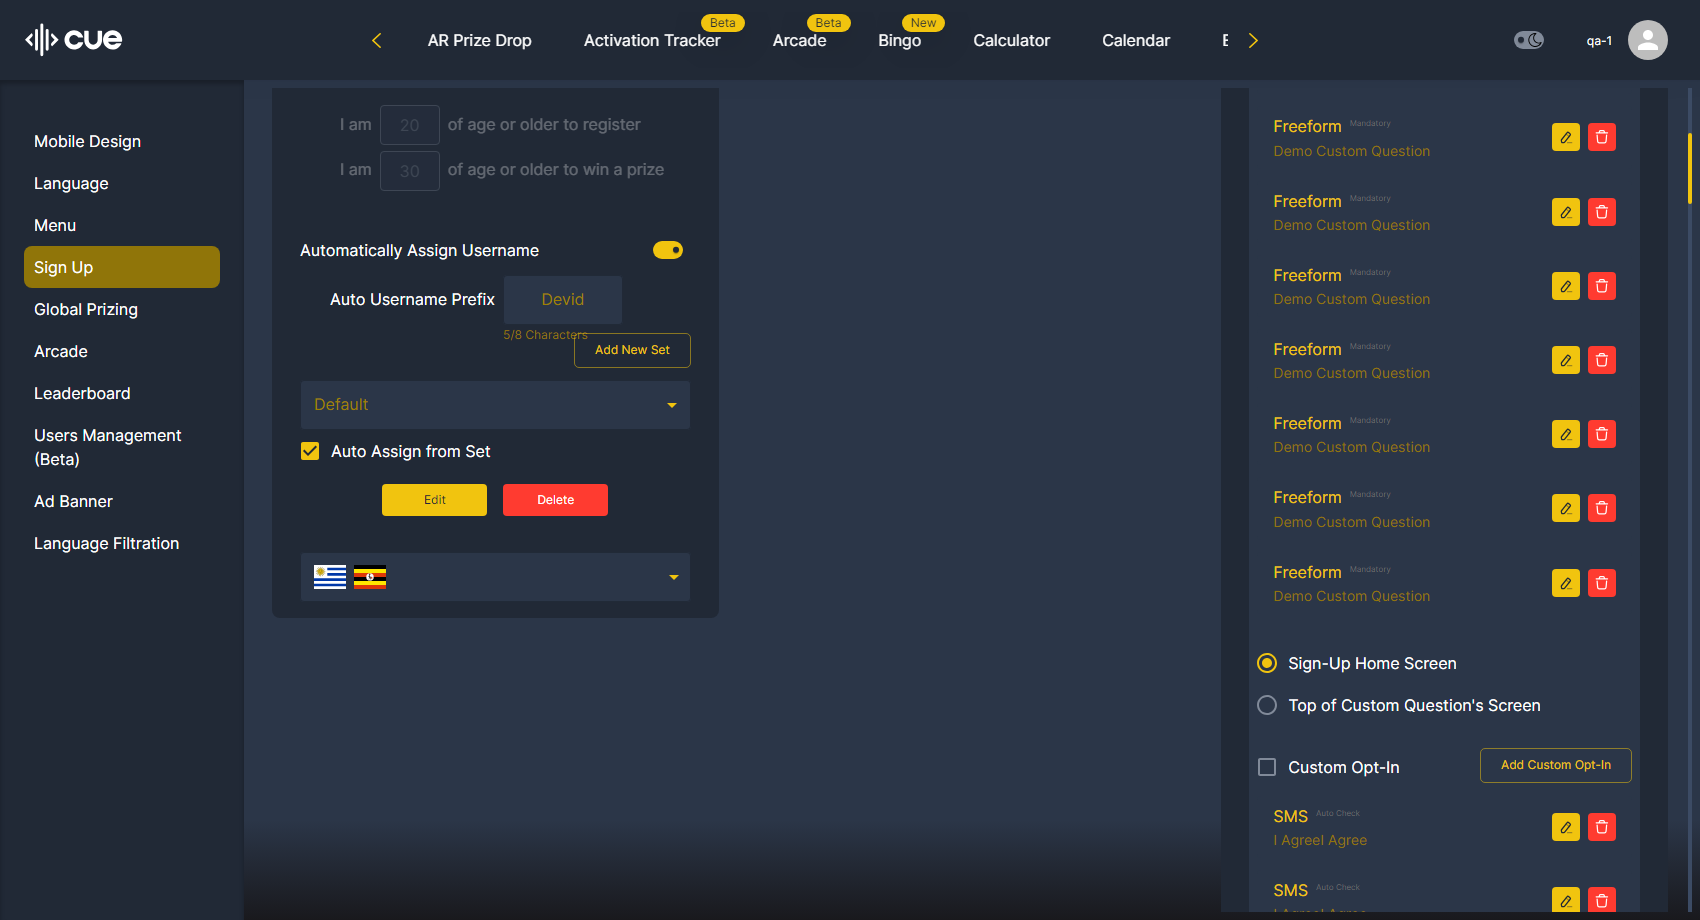 cue
AR Prize Drop
Activation Tracker
Beta
Arcade
Beta
Bingo
New
Calculator
Calendar
qa-1
Mobile Design
Language
Menu
Sign Up
Global Prizing
Arcade
Leaderboard
Users Management
(Beta)
Ad Banner
Language Filtration
I am 20 of age or older to register
I am 30 of age or older to win a prize
Automatically Assign Username
Auto Username Prefix Devid
5/8 Characters
Add New Set
Default
Auto Assign from Set
Edit
Delete
Freeform Mandatory
Demo Custom Question
Freeform Mandatory
Demo Custom Question
Freeform Mandatory
Demo Custom Question
Freeform Mandatory
Demo Custom Question
Freeform Mandatory
Demo Custom Question
Freeform Mandatory
Demo Custom Question
Freeform Mandatory
Demo Custom Question
Sign-Up Home Screen
Top of Custom Question's Screen
Custom Opt-In
Add Custom Opt-In
SMS Auto Check
I AgreeI Agree
SMS Auto Check
I AgreeI Agree